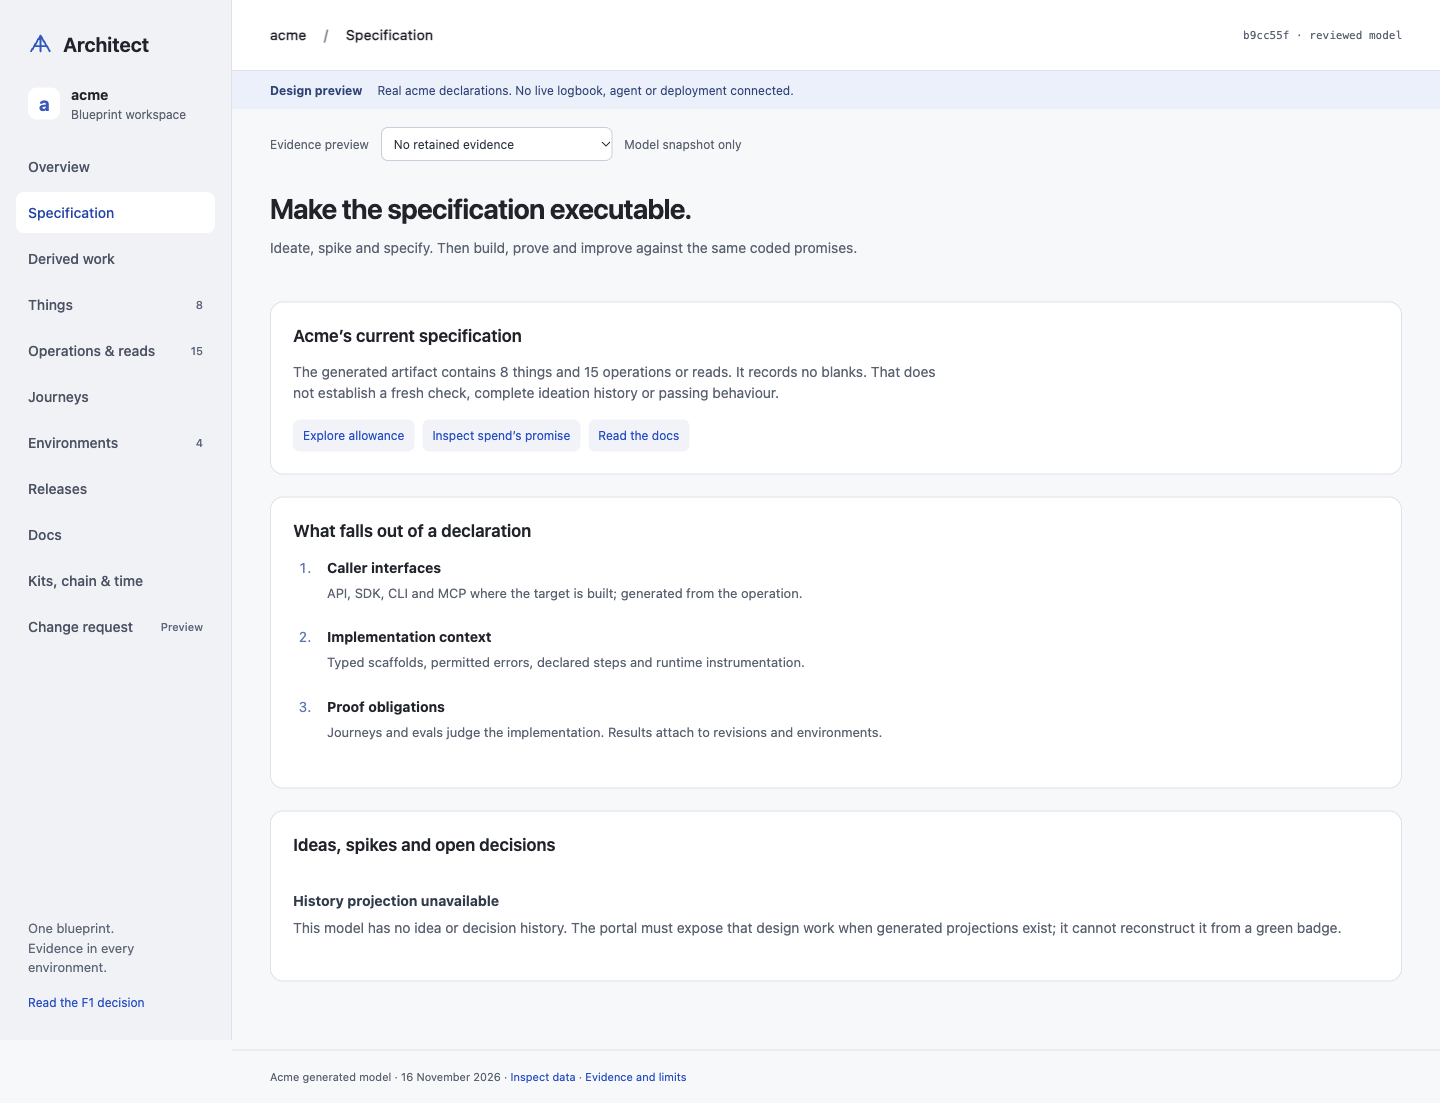 Architect
a
acme
Blueprint workspace
Overview
Specification
Derived work
Things 8
Operations & reads 15
Journeys
Environments 4
Releases
Docs
Kits, chain & time
Change request Preview
One blueprint.
Evidence in every
environment.
Read the F1 decision
acme / Specification
b9cc55f · reviewed model
Design preview Real acme declarations. No live logbook, agent or deployment connected.
Evidence preview No retained evidence Model snapshot only
Make the specification executable.
Ideate, spike and specify. Then build, prove and improve against the same coded promises.
Acme’s current specification
The generated artifact contains 8 things and 15 operations or reads. It records no blanks. That does
not establish a fresh check, complete ideation history or passing behaviour.
Explore allowance Inspect spend’s promise Read the docs
What falls out of a declaration
1. Caller interfaces
API, SDK, CLI and MCP where the target is built; generated from the operation.
2. Implementation context
Typed scaffolds, permitted errors, declared steps and runtime instrumentation.
3. Proof obligations
Journeys and evals judge the implementation. Results attach to revisions and environments.
Ideas, spikes and open decisions
History projection unavailable
This model has no idea or decision history. The portal must expose that design work when generated projections exist; it cannot reconstruct it from a green badge.
Acme generated model · 16 November 2026 · Inspect data · Evidence and limits